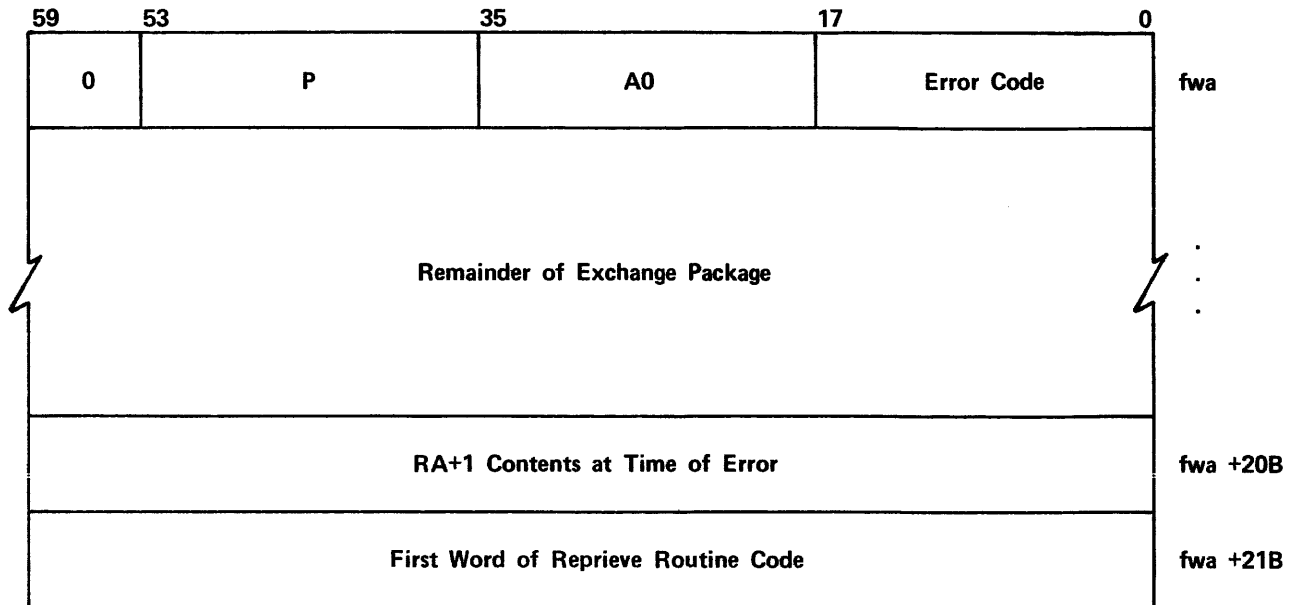 59 53 35 17 0
0 P A0 Error Code fwa
Remainder of Exchange Package
.
.
.
RA+1 Contents at Time of Error fwa +20B
First Word of Reprieve Routine Code fwa +21B